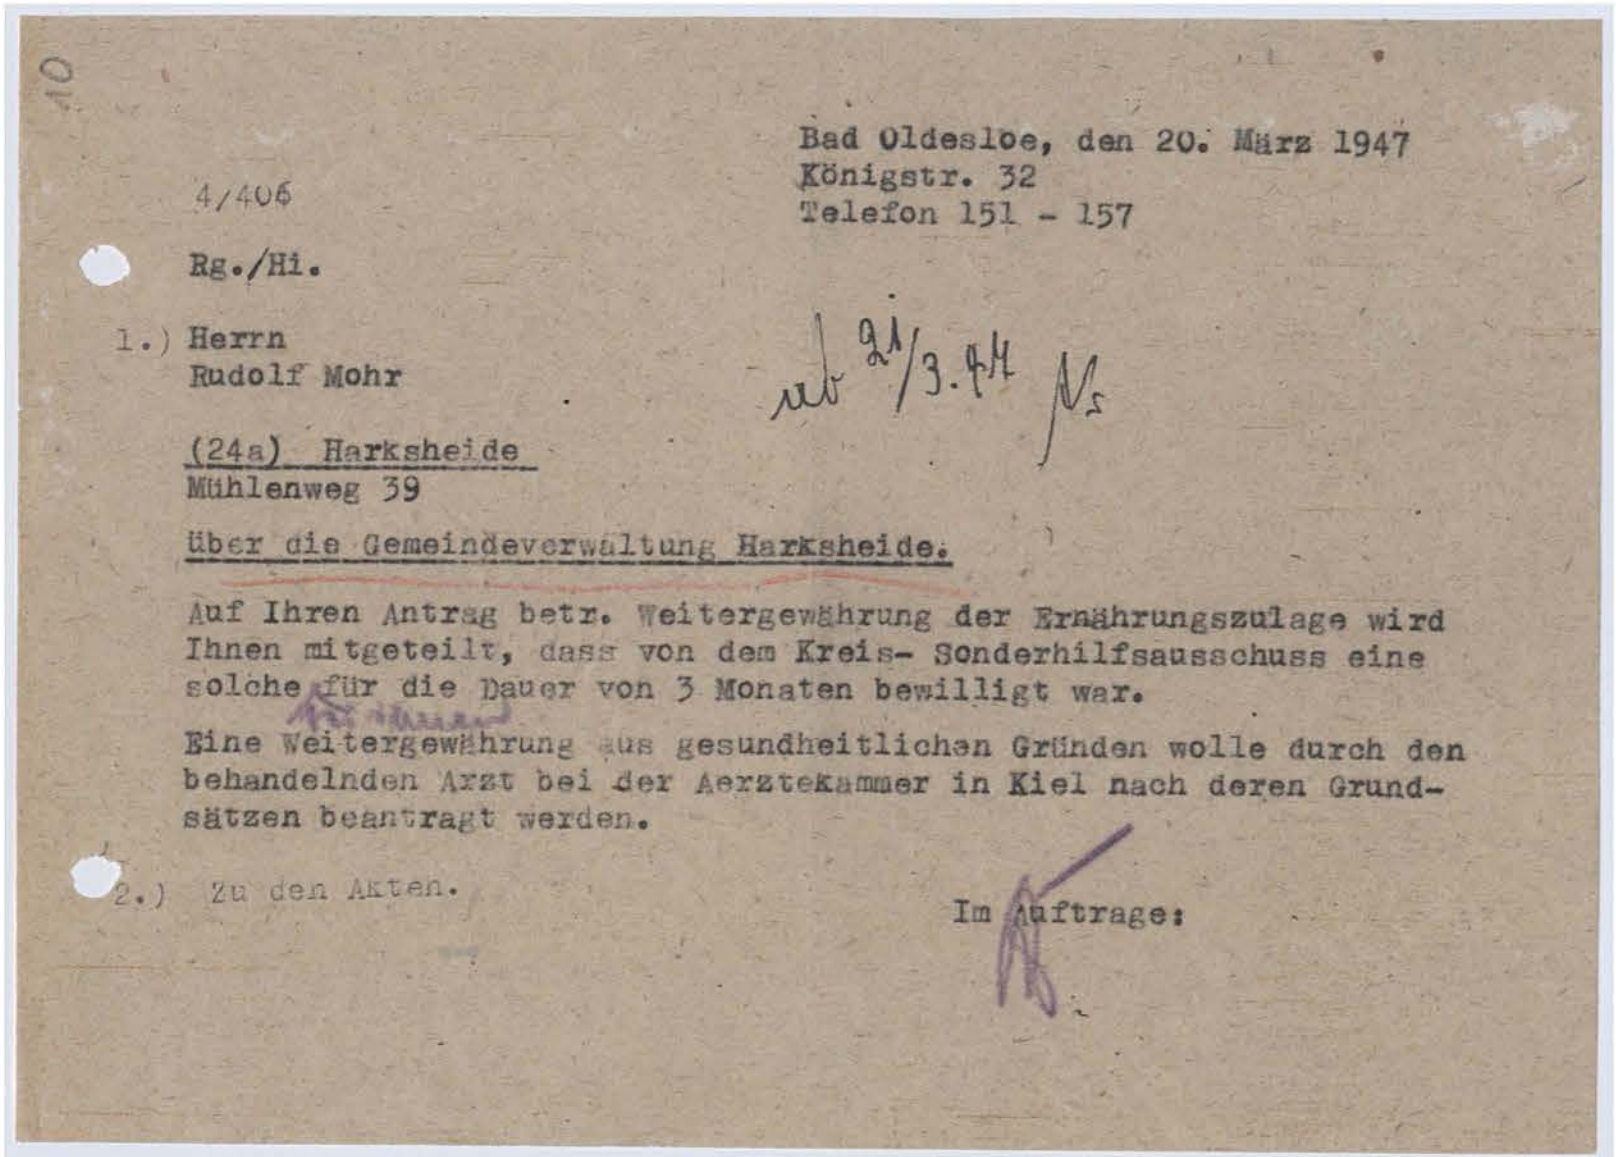 10
Bad Oldesloe, den 20. März 1947
Königstr. 32
Telefon 151 - 157
4/406
Rg./Hi.
1.) Herrn
Rudolf Mohr
ab 21/3.47
(24a) Harksheide
Mühlenweg 39
über die Gemeindeverwaltung Harksheide.
Auf Ihren Antrag betr. Weitergewährung der Ernährungszulage wird
Ihnen mitgeteilt, dass von dem Kreis- Sonderhilfsausschuss eine
solche für die Dauer von 3 Monaten bewilligt war.
Eine Weitergewährung aus gesundheitlichen Gründen wolle durch den
behandelnden Arzt bei der Aerztekammer in Kiel nach deren Grund-
sätzen beantragt werden.
2.) Zu den Akten.
Im Auftrage: